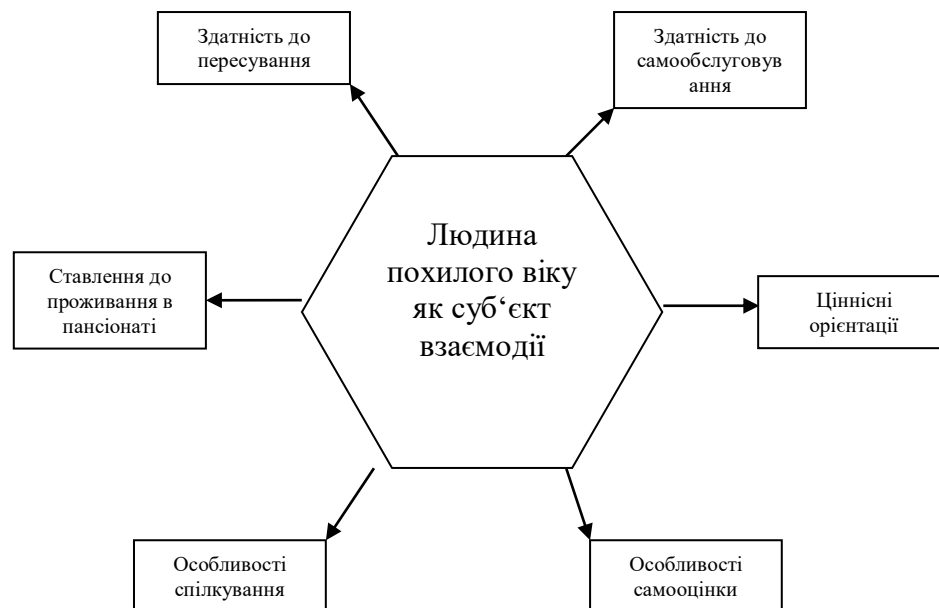 Здатність до
пересування
Здатність до
самообслуговув
ання
Людина
похилого віку
як суб‘єкт
взаємодії
Ставлення до
проживання в
пансіонаті
Ціннісні
орієнтації
Особливості
спілкування
Особливості
самооцінки